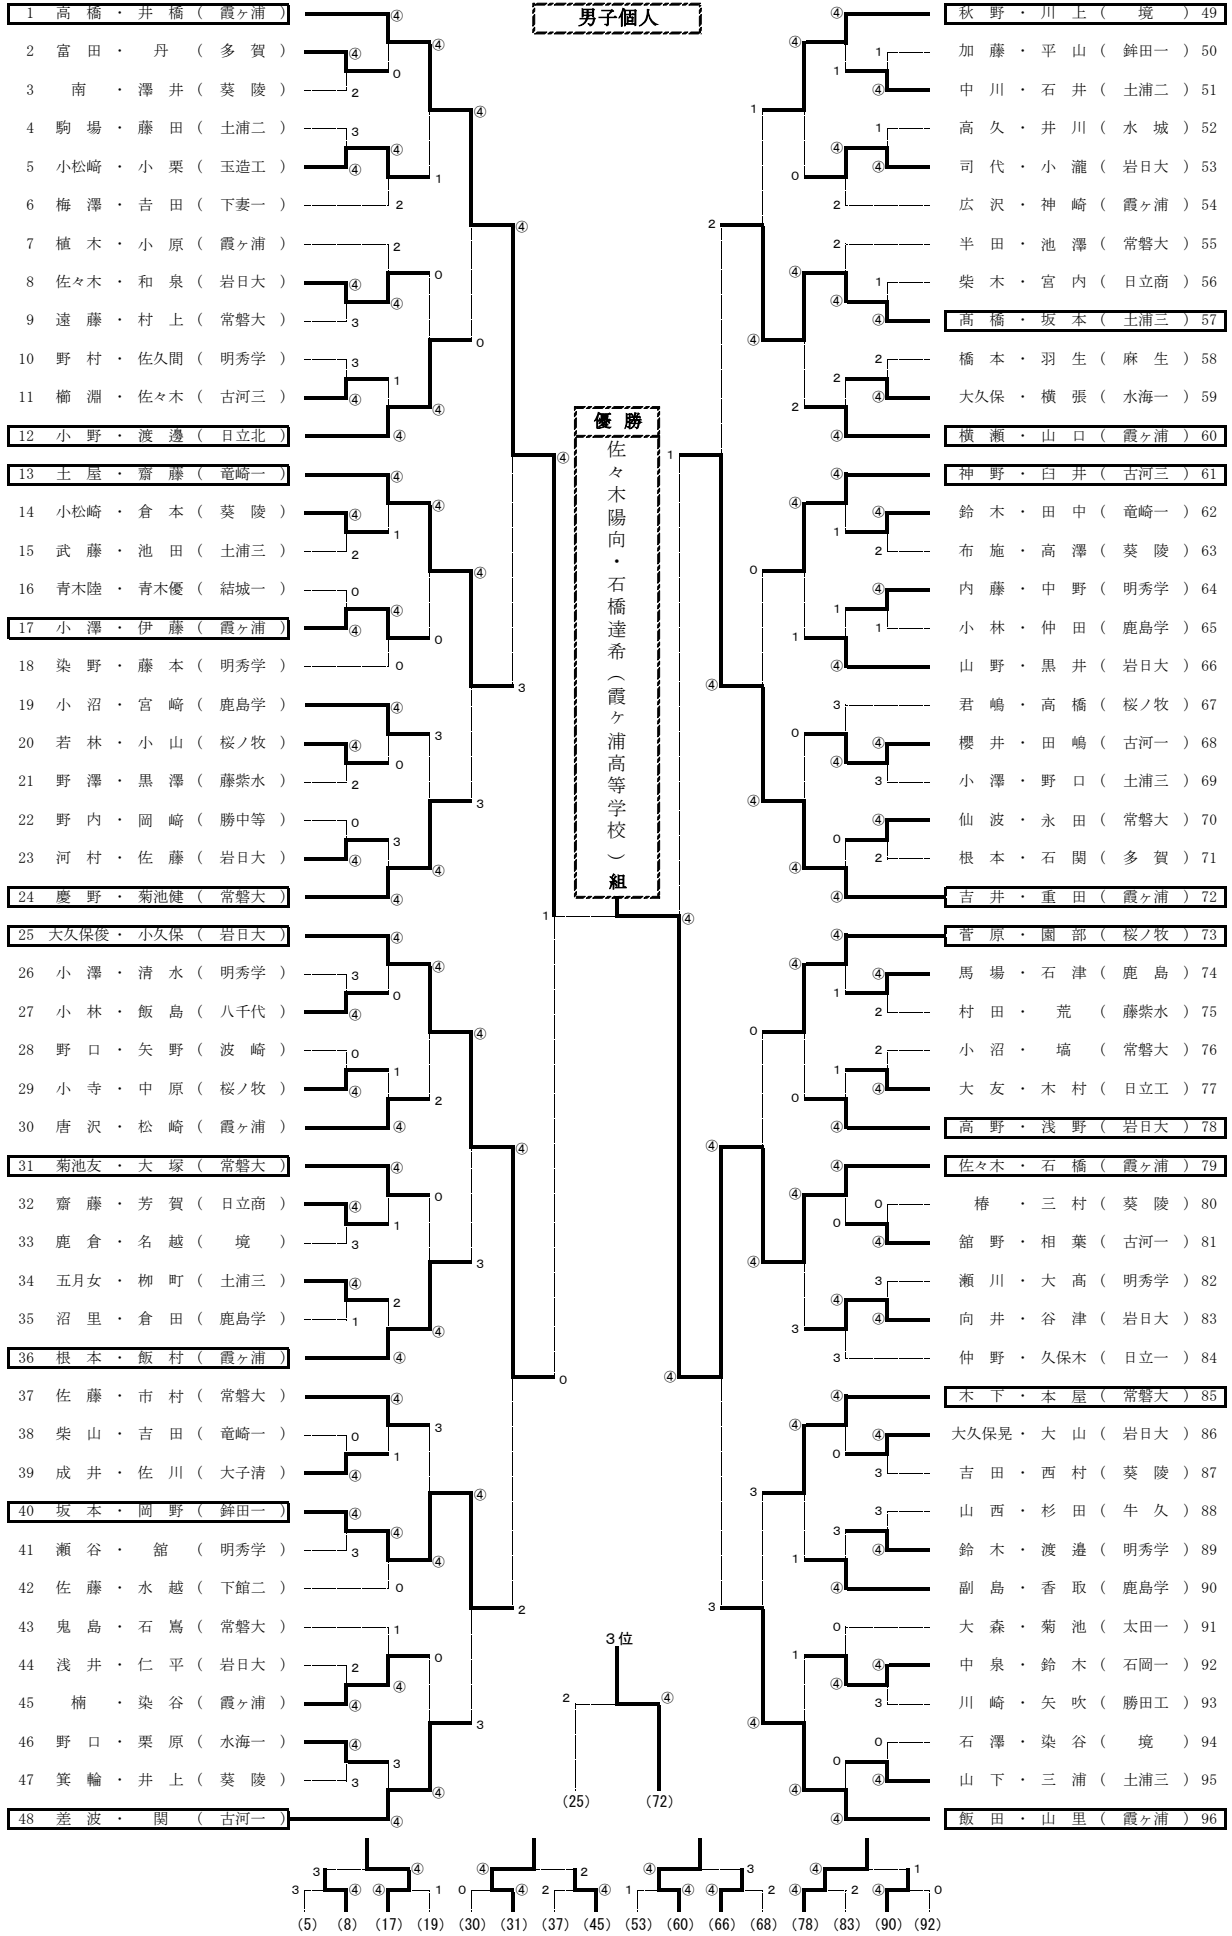 男子個人
1 高橋・井橋（霞ヶ浦）
2 富田・丹（多賀）
3 南・澤井（葵陵）
4 駒場・藤田（土浦二）
5 小松﨑・小栗（玉造工）
6 梅澤・吉田（下妻一）
7 植木・小原（霞ヶ浦）
8 佐々木・和泉（岩日大）
9 遠藤・村上（常磐大）
10 野村・佐久間（明秀学）
11 櫛淵・佐々木（古河三）
12 小野・渡邊（日立北）
13 土屋・齋藤（竜崎一）
14 小松崎・倉本（葵陵）
15 武藤・池田（土浦三）
16 青木陸・青木優（結城一）
17 小澤・伊藤（霞ヶ浦）
18 染野・藤本（明秀学）
19 小沼・宮﨑（鹿島学）
20 若林・小山（桜ノ牧）
21 野澤・黒澤（藤紫水）
22 野内・岡﨑（勝中等）
23 河村・佐藤（岩日大）
24 慶野・菊池健（常磐大）
25 大久保俊・小久保（岩日大）
26 小澤・清水（明秀学）
27 小林・飯島（八千代）
28 野口・矢野（波崎）
29 小寺・中原（桜ノ牧）
30 唐沢・松崎（霞ヶ浦）
31 菊池友・大塚（常磐大）
32 齋藤・芳賀（日立商）
33 鹿倉・名越（境）
34 五月女・栁町（土浦三）
35 沼里・倉田（鹿島学）
36 根本・飯村（霞ヶ浦）
37 佐藤・市村（常磐大）
38 柴山・吉田（竜崎一）
39 成井・佐川（大子清）
40 坂本・岡野（鉾田一）
41 瀬谷・舘（明秀学）
42 佐藤・水越（下館二）
43 鬼島・石嶌（常磐大）
44 浅井・仁平（岩日大）
45 楠・染谷（霞ヶ浦）
46 野口・栗原（水海一）
47 箕輪・井上（葵陵）
48 差波・関（古河一）
優勝
佐々木陽向・石橋達希（霞ヶ浦高等学校）組
秋野・川上（境）49
加藤・平山（鉾田一）50
中川・石井（土浦二）51
高久・井川（水城）52
司代・小瀧（岩日大）53
広沢・神崎（霞ヶ浦）54
半田・池澤（常磐大）55
柴木・宮内（日立商）56
髙橋・坂本（土浦三）57
橋本・羽生（麻生）58
大久保・横張（水海一）59
横瀬・山口（霞ヶ浦）60
神野・臼井（古河三）61
鈴木・田中（竜崎一）62
布施・高澤（葵陵）63
内藤・中野（明秀学）64
小林・仲田（鹿島学）65
山野・黒井（岩日大）66
君嶋・高橋（桜ノ牧）67
櫻井・田嶋（古河一）68
小澤・野口（土浦三）69
仙波・永田（常磐大）70
根本・石関（多賀）71
吉井・重田（霞ヶ浦）72
菅原・園部（桜ノ牧）73
馬場・石津（鹿島）74
村田・荒（藤紫水）75
小沼・塙（常磐大）76
大友・木村（日立工）77
高野・浅野（岩日大）78
佐々木・石橋（霞ヶ浦）79
椿・三村（葵陵）80
舘野・相葉（古河一）81
瀬川・大髙（明秀学）82
向井・谷津（岩日大）83
仲野・久保木（日立一）84
木下・本屋（常磐大）85
大久保晃・大山（岩日大）86
吉田・西村（葵陵）87
山西・杉田（牛久）88
鈴木・渡邉（明秀学）89
副島・香取（鹿島学）90
大森・菊池（太田一）91
中泉・鈴木（石岡一）92
川崎・矢吹（勝田工）93
石澤・染谷（境）94
山下・三浦（土浦三）95
飯田・山里（霞ヶ浦）96
３位
2 ④
(25) (72)
3 ④ ④ 2 ④ 3 ④ 1
3 ④ ④ 1 0 ④ 2 ④ 1 ④ ④ 2 ④ 2 ④ 0
(5) (8) (17) (19) (30) (31) (37) (45) (53) (60) (66) (68) (78) (83) (90) (92)